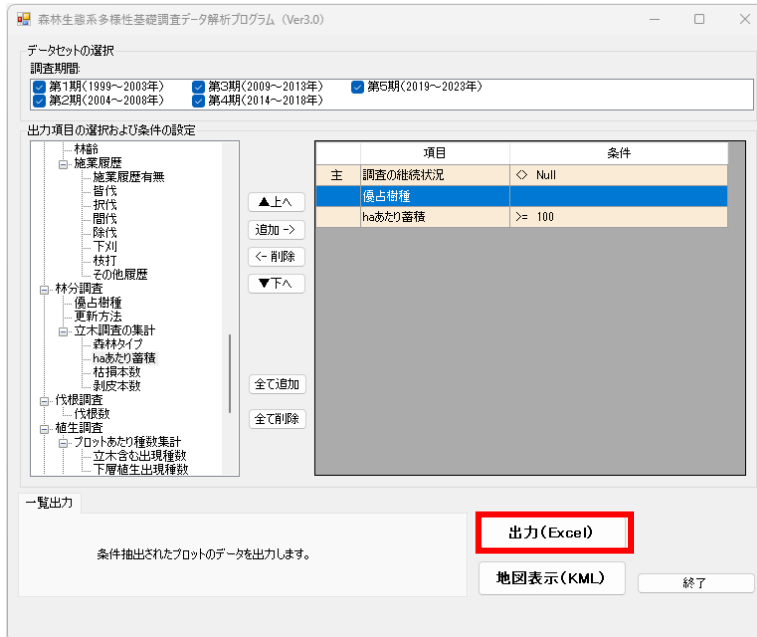 森林生態系多様性基礎調査データ解析プログラム (Ver3.0)
データセットの選択
調査期間:
第1期(1999～2003年) 第3期(2009～2013年) 第5期(2019～2023年)
第2期(2004～2008年) 第4期(2014～2018年)
出力項目の選択および条件の設定
林齢
施業履歴
施業履歴有無
皆伐
択伐
間伐
除伐
下刈
枝打
その他履歴
林分調査
優占樹種
更新方法
立木調査の集計
森林タイプ
haあたり蓄積
枯損本数
剥皮本数
伐根調査
伐根数
植生調査
プロットあたり種数集計
立木含む出現種数
下層植生出現種数
▲上へ
追加 ->
<- 削除
▼下へ
全て追加
全て削除
項目 条件
主 調査の継続状況 <> Null
優占樹種
haあたり蓄積 >= 100
一覧出力
条件抽出されたプロットのデータを出力します。
出力(Excel)
地図表示(KML)
終了